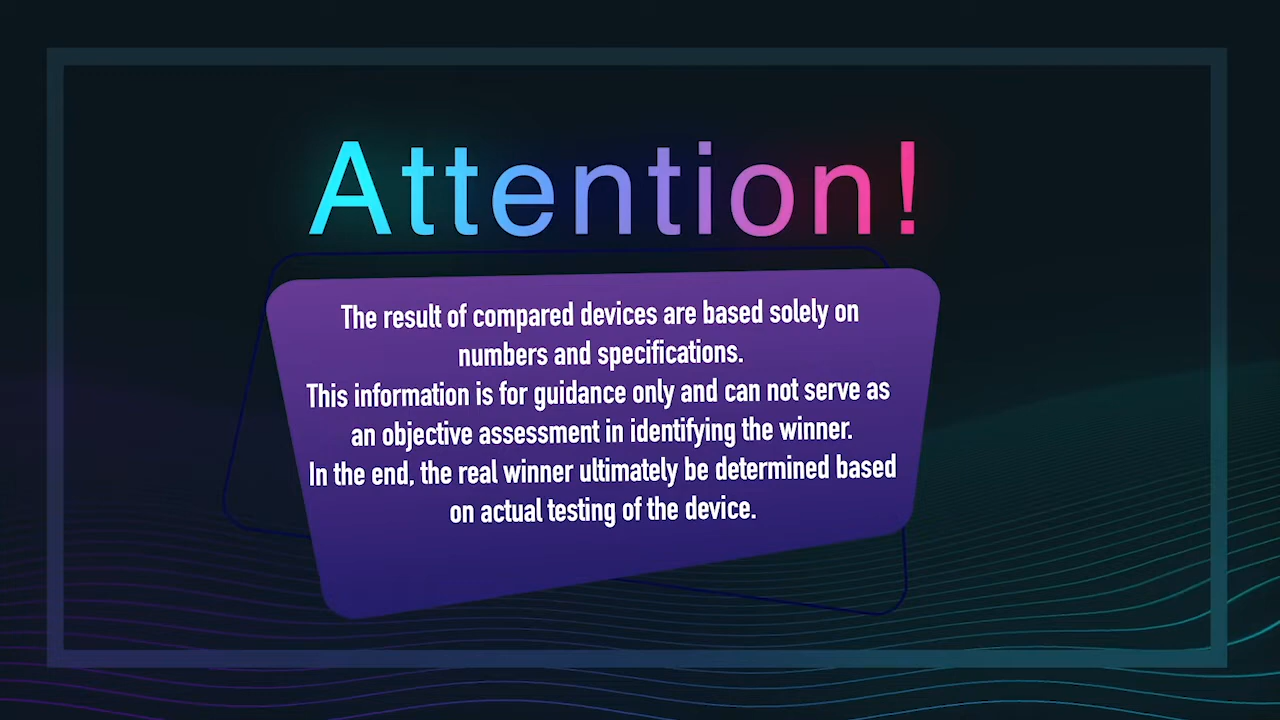 Attention!
The result of compared devices are based solely on
numbers and specifications.
This information is for guidance only and can not serve as
an objective assessment in identifying the winner.
In the end, the real winner ultimately be determined based
on actual testing of the device.